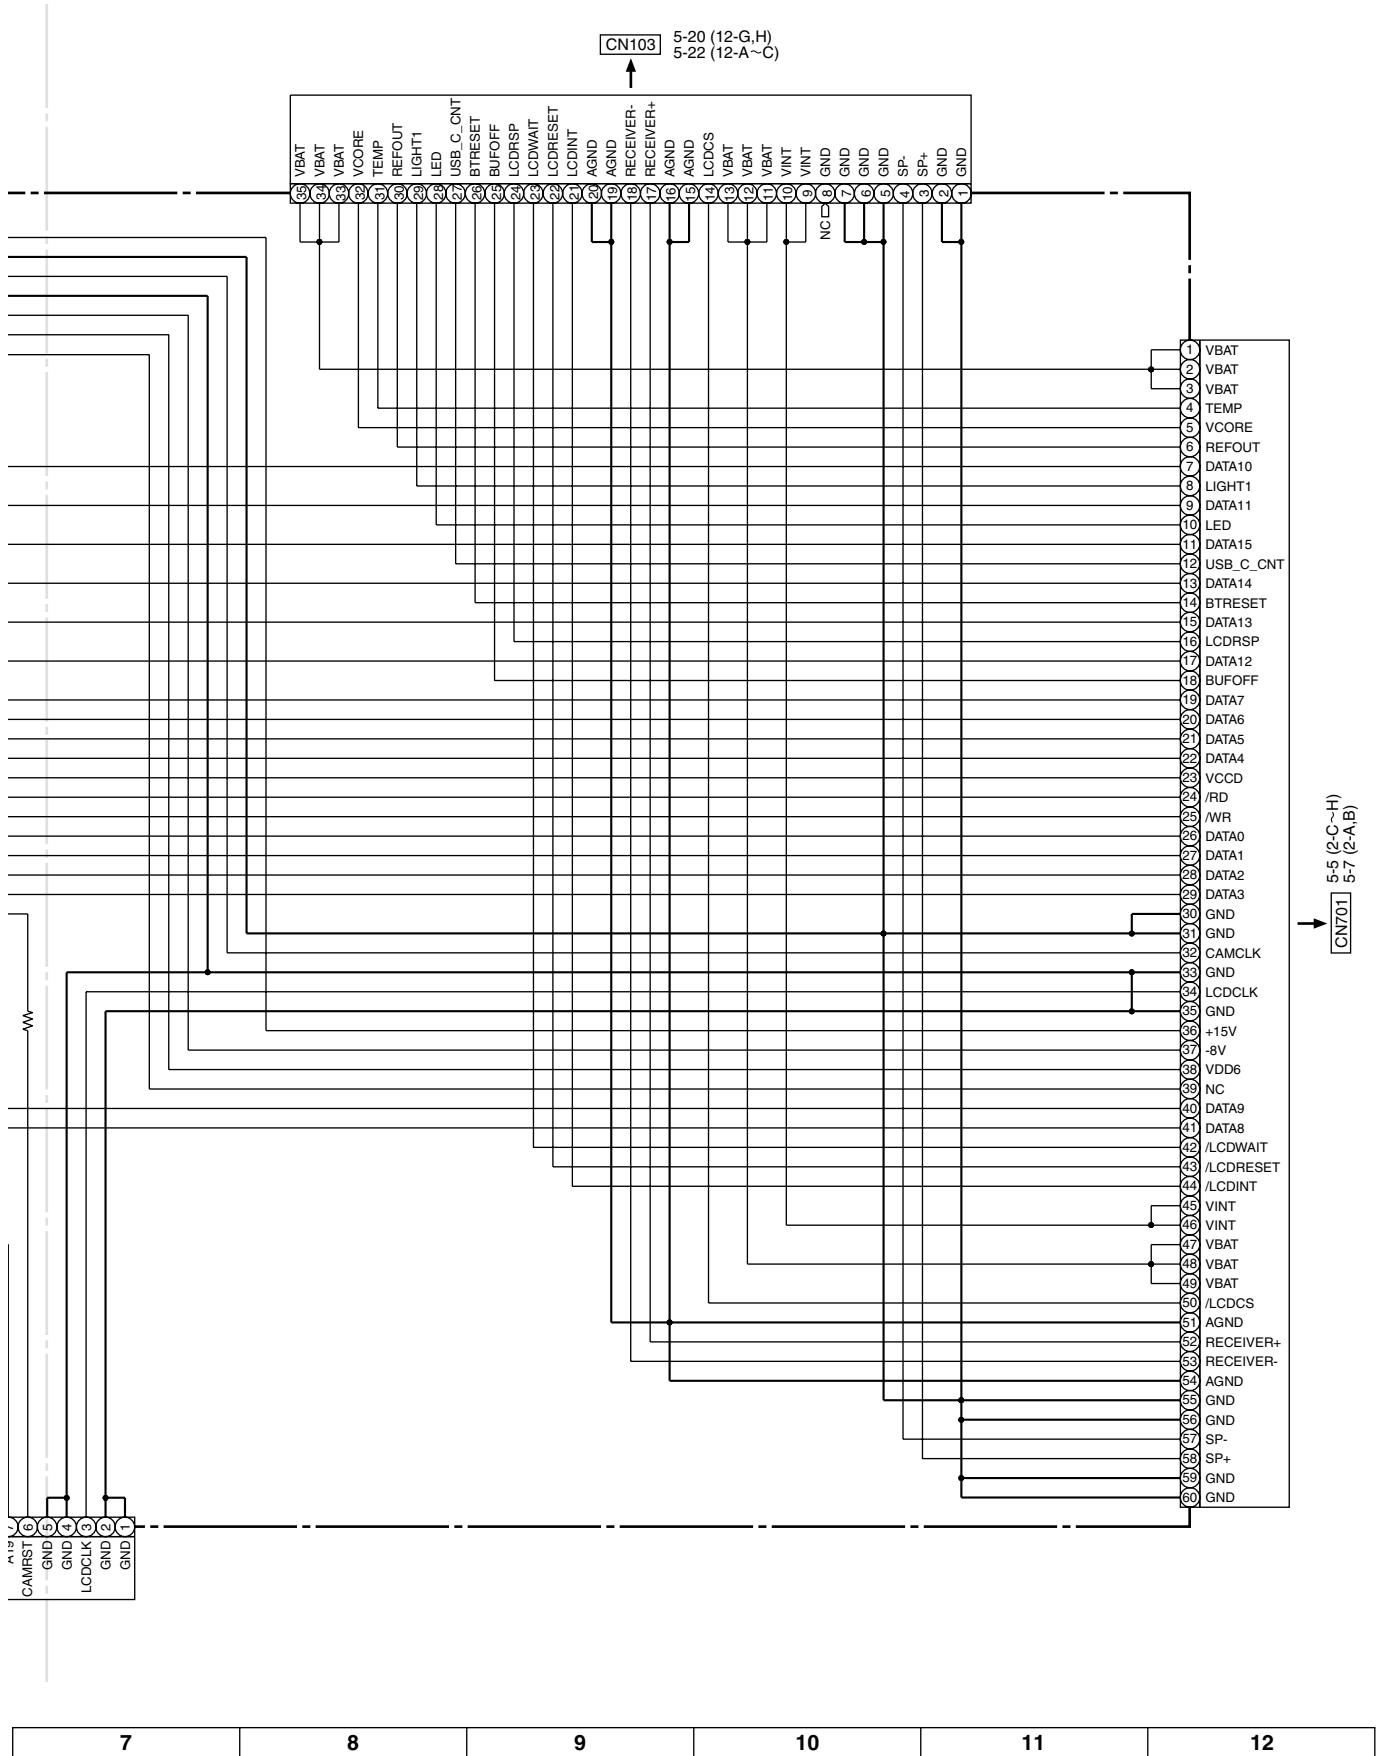 CN103
5-20 (12-G,H)
5-22 (12-A~C)
35 VBAT
34 VBAT
33 VBAT
32 VCORE
31 TEMP
30 REFOUT
29 LIGHT1
28 LED
27 USB_C_CNT
26 BTRESET
25 BUFOFF
24 LCDRSP
23 LCDWAIT
22 LCDRESET
21 LCDINT
20 AGND
19 AGND
18 RECEIVER-
17 RECEIVER+
16 AGND
15 AGND
14 LCDCS
13 VBAT
12 VBAT
11 VBAT
10 VINT
9 VINT
8 GND
7 GND
6 GND
5 GND
4 SP-
3 SP+
2 GND
1 GND
NC
1 VBAT
2 VBAT
3 VBAT
4 TEMP
5 VCORE
6 REFOUT
7 DATA10
8 LIGHT1
9 DATA11
10 LED
11 DATA15
12 USB_C_CNT
13 DATA14
14 BTRESET
15 DATA13
16 LCDRSP
17 DATA12
18 BUFOFF
19 DATA7
20 DATA6
21 DATA5
22 DATA4
23 VCCD
24 /RD
25 /WR
26 DATA0
27 DATA1
28 DATA2
29 DATA3
30 GND
31 GND
32 CAMCLK
33 GND
34 LCDCLK
35 GND
36 +15V
37 -8V
38 VDD6
39 NC
40 DATA9
41 DATA8
42 /LCDWAIT
43 /LCDRESET
44 /LCDINT
45 VINT
46 VINT
47 VBAT
48 VBAT
49 VBAT
50 /LCDCS
51 AGND
52 RECEIVER+
53 RECEIVER-
54 AGND
55 GND
56 GND
57 SP-
58 SP+
59 GND
60 GND
CN701
5-5 (2-C~H)
5-7 (2-A,B)
6 CAMRST
5 GND
4 GND
3 LCDCLK
2 GND
1 GND
7
8
9
10
11
12